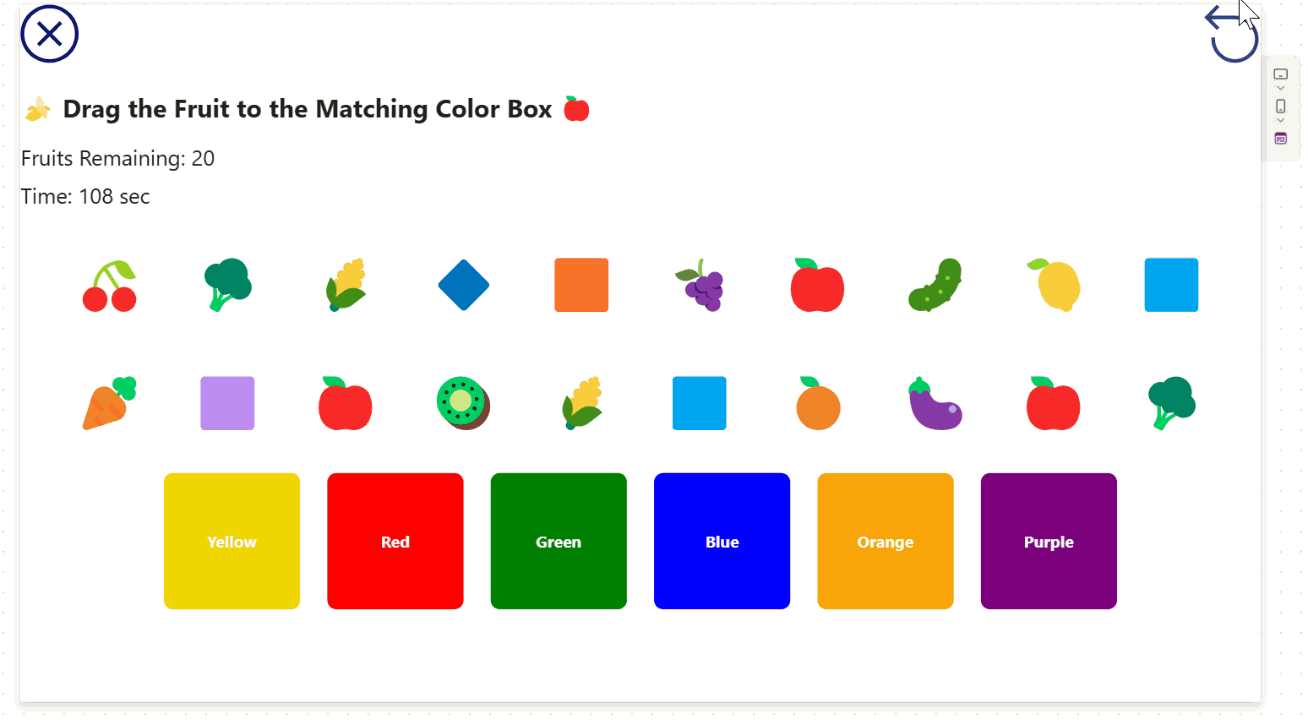 Drag the Fruit to the Matching Color Box
Fruits Remaining: 20
Time: 108 sec
Yellow
Red
Green
Blue
Orange
Purple